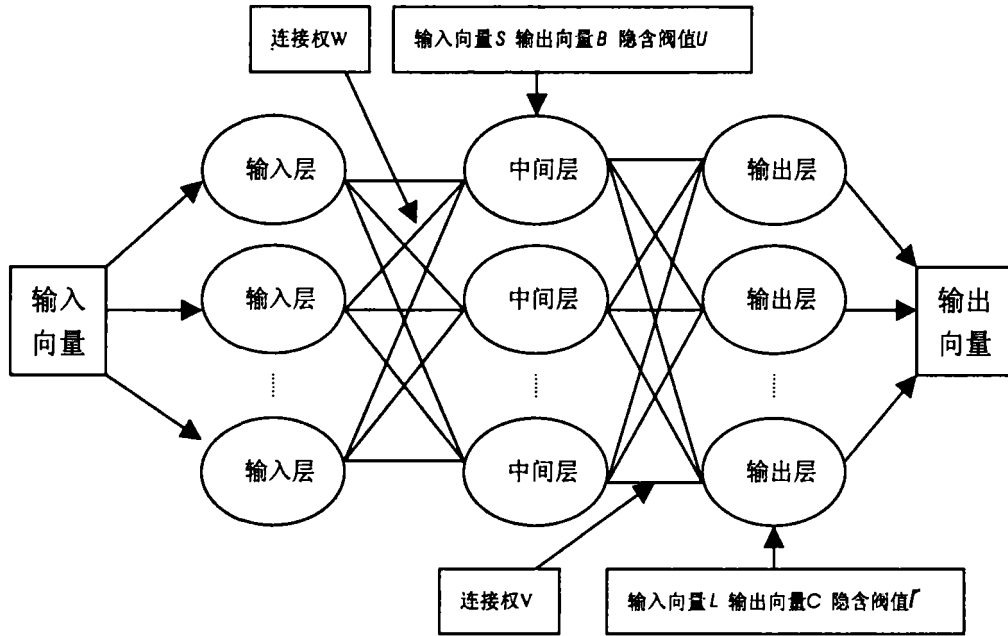 连接权W
输入向量S 输出向量B 隐含阀值U
输入层 中间层 输出层
输入层 中间层 输出层
输入
向量
输出
向量
输入层 中间层 输出层
连接权V
输入向量L 输出向量C 隐含阀值Γ